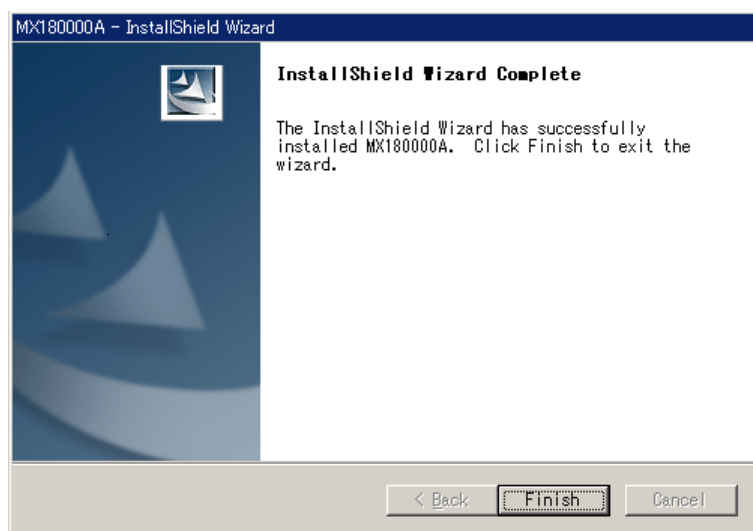 MX180000A - InstallShield Wizard
InstallShield Wizard Complete
The InstallShield Wizard has successfully
installed MX180000A.  Click Finish to exit the
wizard.
< Back
Finish
Cancel